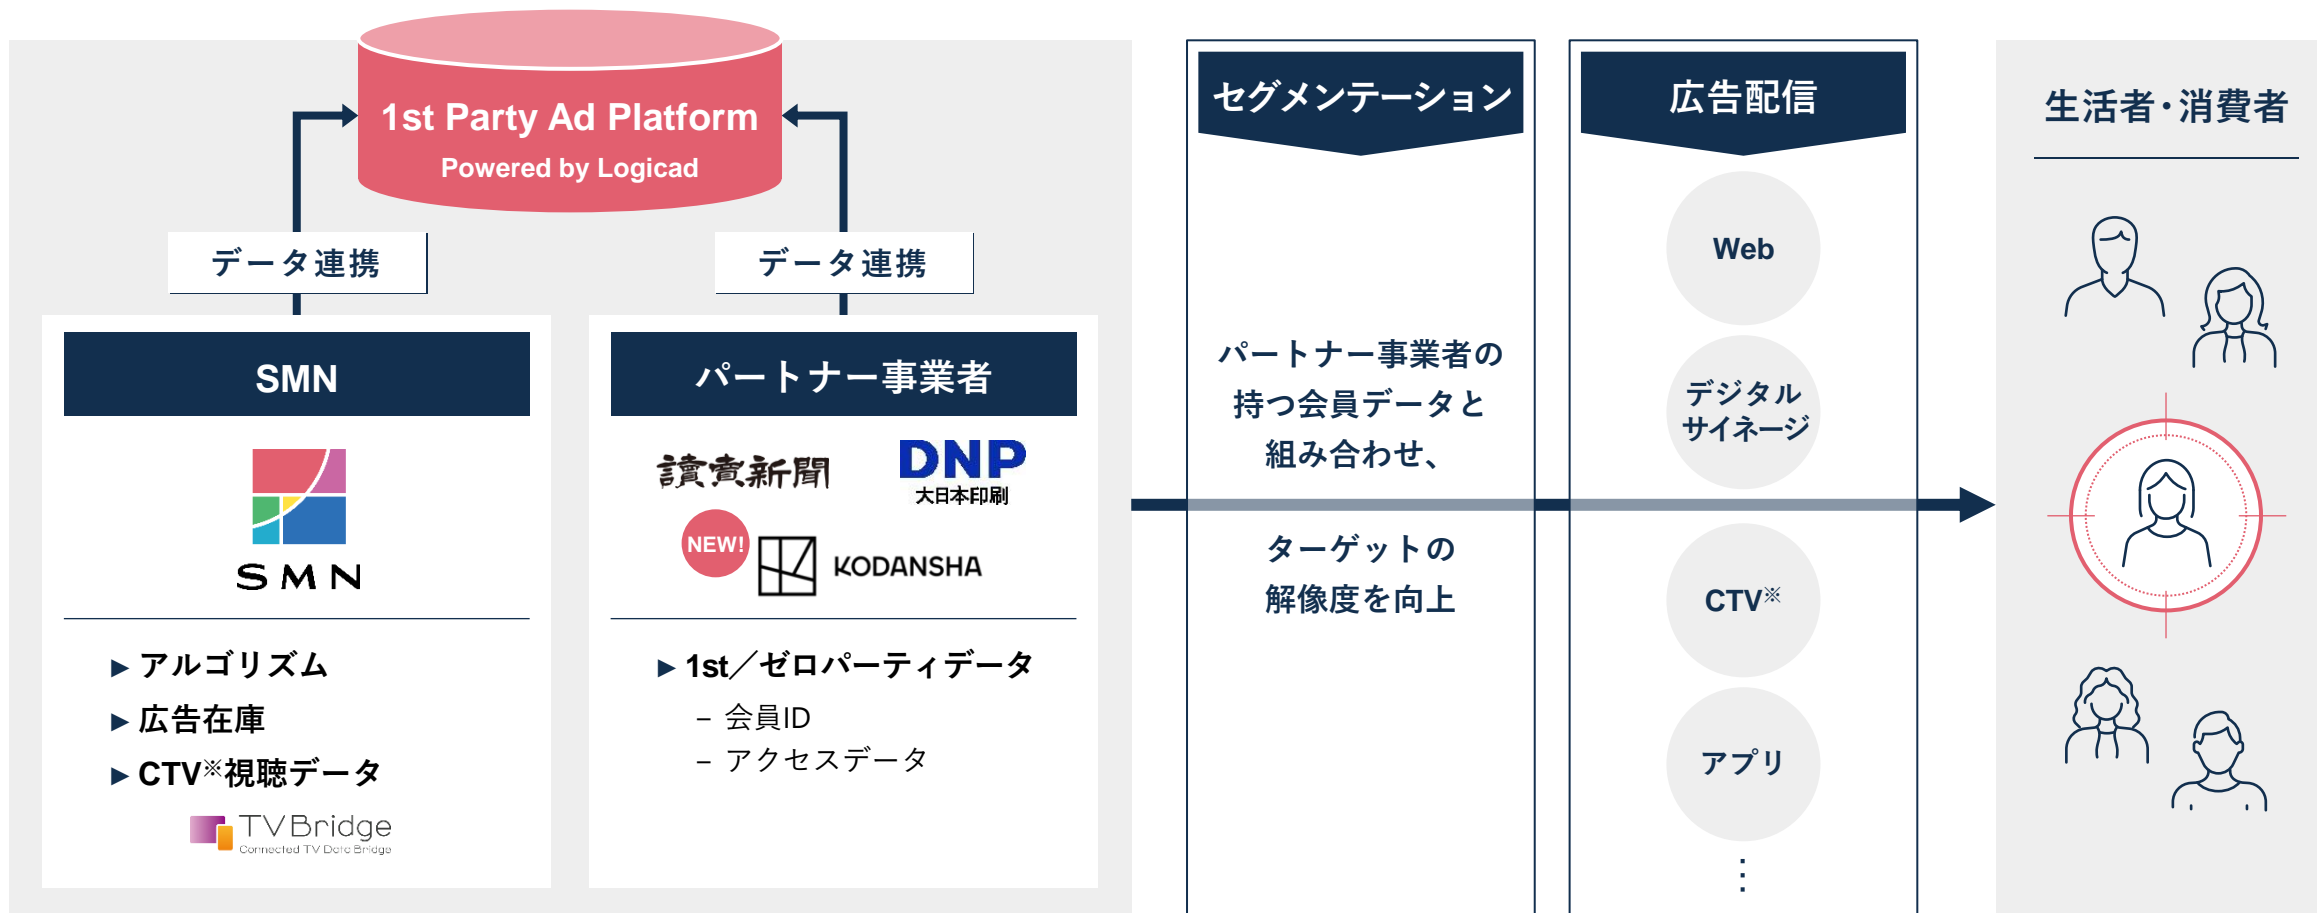 1st Party Ad Platform
Powered by Logicad
データ連携
データ連携
SMN
SMN
▶ アルゴリズム
▶ 広告在庫
▶ CTV※視聴データ
TVBridge
Connected TV Data Bridge
パートナー事業者
讀賣新聞
DNP
大日本印刷
NEW!
KODANSHA
▶ 1st／ゼロパーティデータ
– 会員ID
– アクセスデータ
セグメンテーション
パートナー事業者の
持つ会員データと
組み合わせ、
ターゲットの
解像度を向上
広告配信
Web
デジタル
サイネージ
CTV※
アプリ
⋮
生活者・消費者